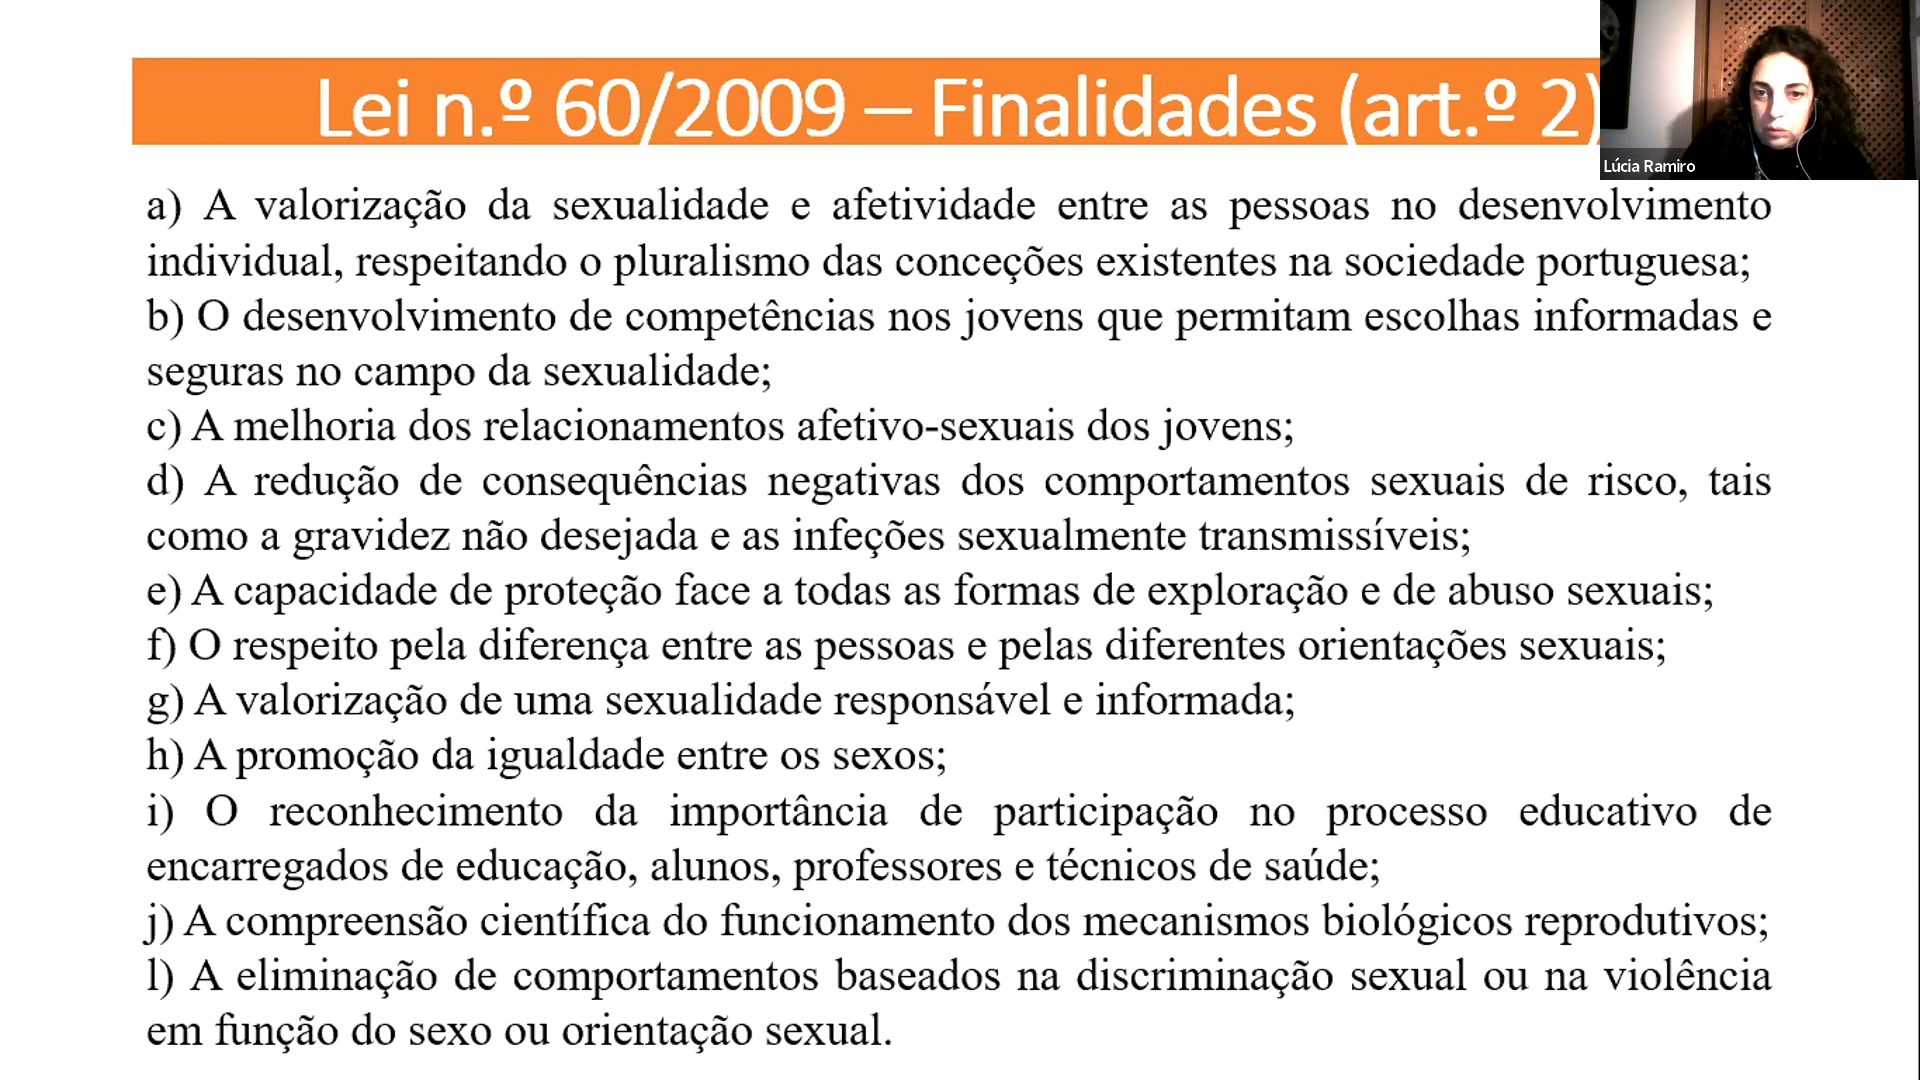 Lei n.º 60/2009 – Finalidades (art.º 2)
Lúcia Ramiro
a) A valorização da sexualidade e afetividade entre as pessoas no desenvolvimento
individual, respeitando o pluralismo das conceções existentes na sociedade portuguesa;
b) O desenvolvimento de competências nos jovens que permitam escolhas informadas e
seguras no campo da sexualidade;
c) A melhoria dos relacionamentos afetivo-sexuais dos jovens;
d) A redução de consequências negativas dos comportamentos sexuais de risco, tais
como a gravidez não desejada e as infeções sexualmente transmissíveis;
e) A capacidade de proteção face a todas as formas de exploração e de abuso sexuais;
f) O respeito pela diferença entre as pessoas e pelas diferentes orientações sexuais;
g) A valorização de uma sexualidade responsável e informada;
h) A promoção da igualdade entre os sexos;
i) O reconhecimento da importância de participação no processo educativo de
encarregados de educação, alunos, professores e técnicos de saúde;
j) A compreensão científica do funcionamento dos mecanismos biológicos reprodutivos;
l) A eliminação de comportamentos baseados na discriminação sexual ou na violência
em função do sexo ou orientação sexual.